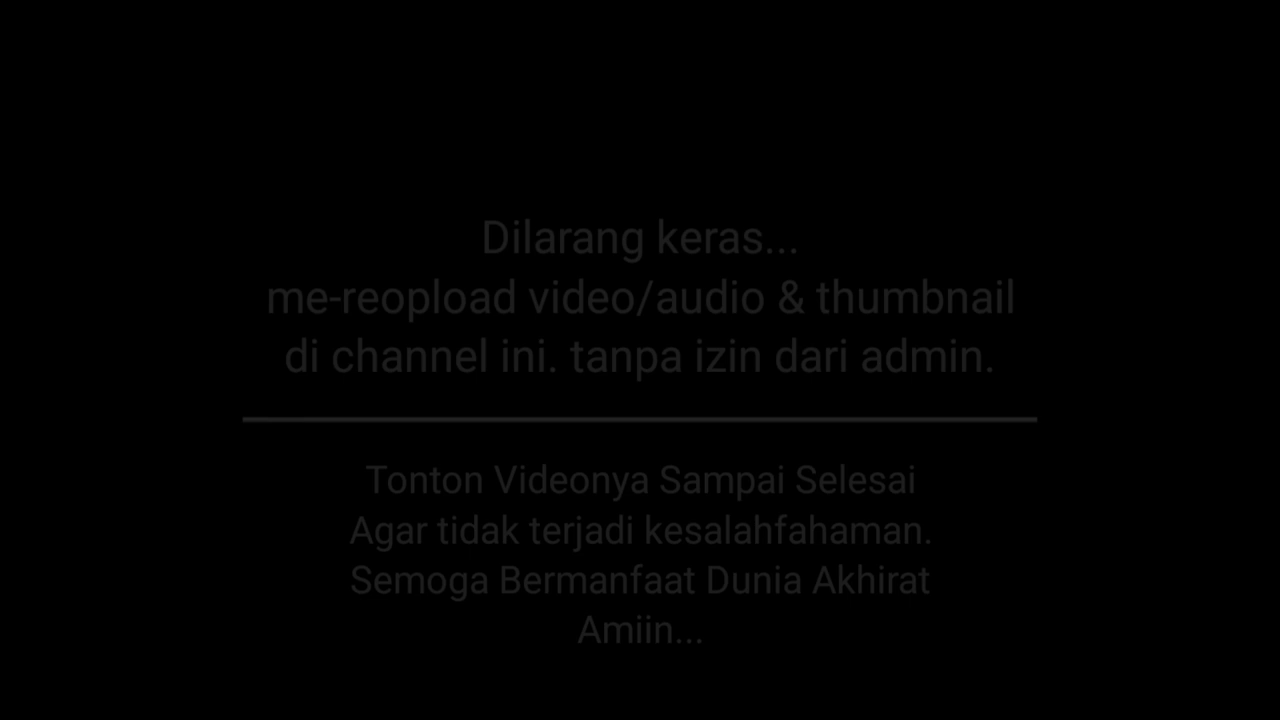 Dilarang keras...
me-reopload video/audio & thumbnail
di channel ini. tanpa izin dari admin.
Tonton Videonya Sampai Selesai
Agar tidak terjadi kesalahfahaman.
Semoga Bermanfaat Dunia Akhirat
Amiin...